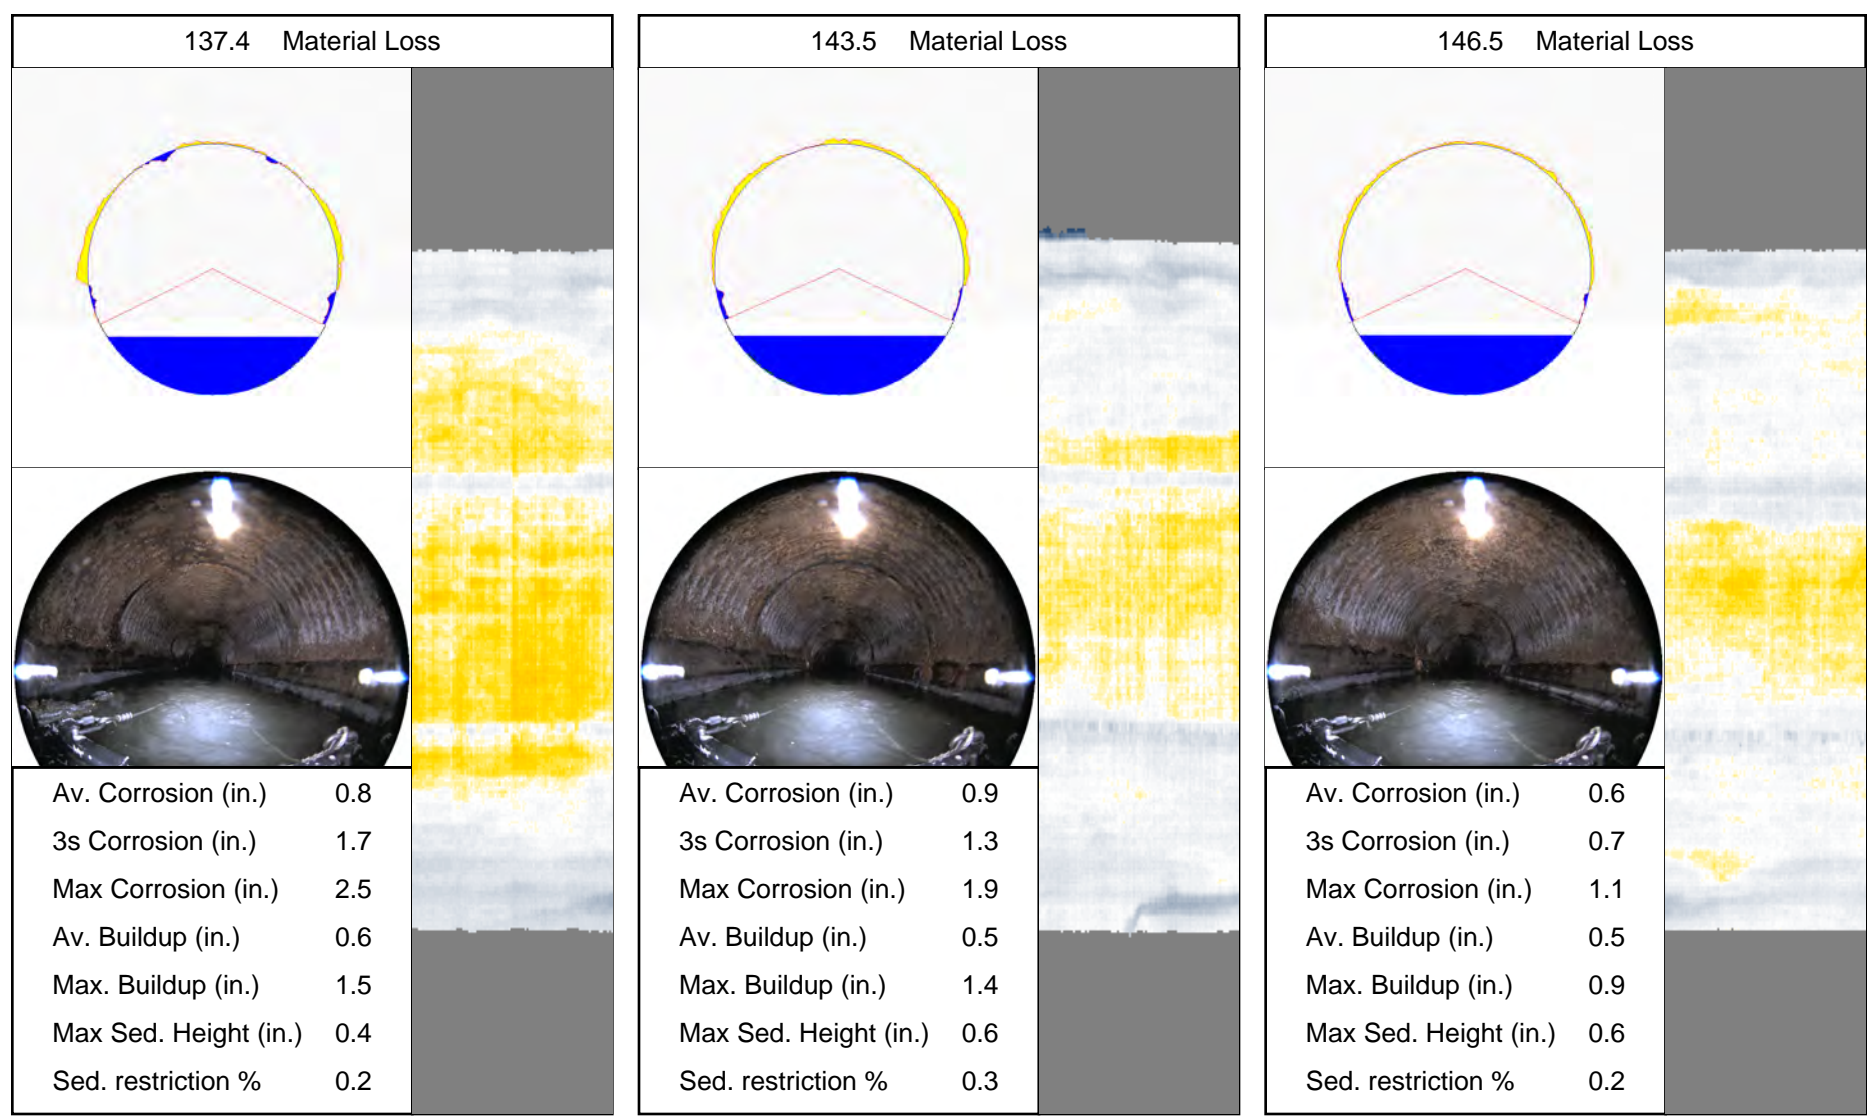 137.4 Material Loss
Av. Corrosion (in.) 0.8
3s Corrosion (in.) 1.7
Max Corrosion (in.) 2.5
Av. Buildup (in.) 0.6
Max. Buildup (in.) 1.5
Max Sed. Height (in.) 0.4
Sed. restriction % 0.2
143.5 Material Loss
Av. Corrosion (in.) 0.9
3s Corrosion (in.) 1.3
Max Corrosion (in.) 1.9
Av. Buildup (in.) 0.5
Max. Buildup (in.) 1.4
Max Sed. Height (in.) 0.6
Sed. restriction % 0.3
146.5 Material Loss
Av. Corrosion (in.) 0.6
3s Corrosion (in.) 0.7
Max Corrosion (in.) 1.1
Av. Buildup (in.) 0.5
Max. Buildup (in.) 0.9
Max Sed. Height (in.) 0.6
Sed. restriction % 0.2